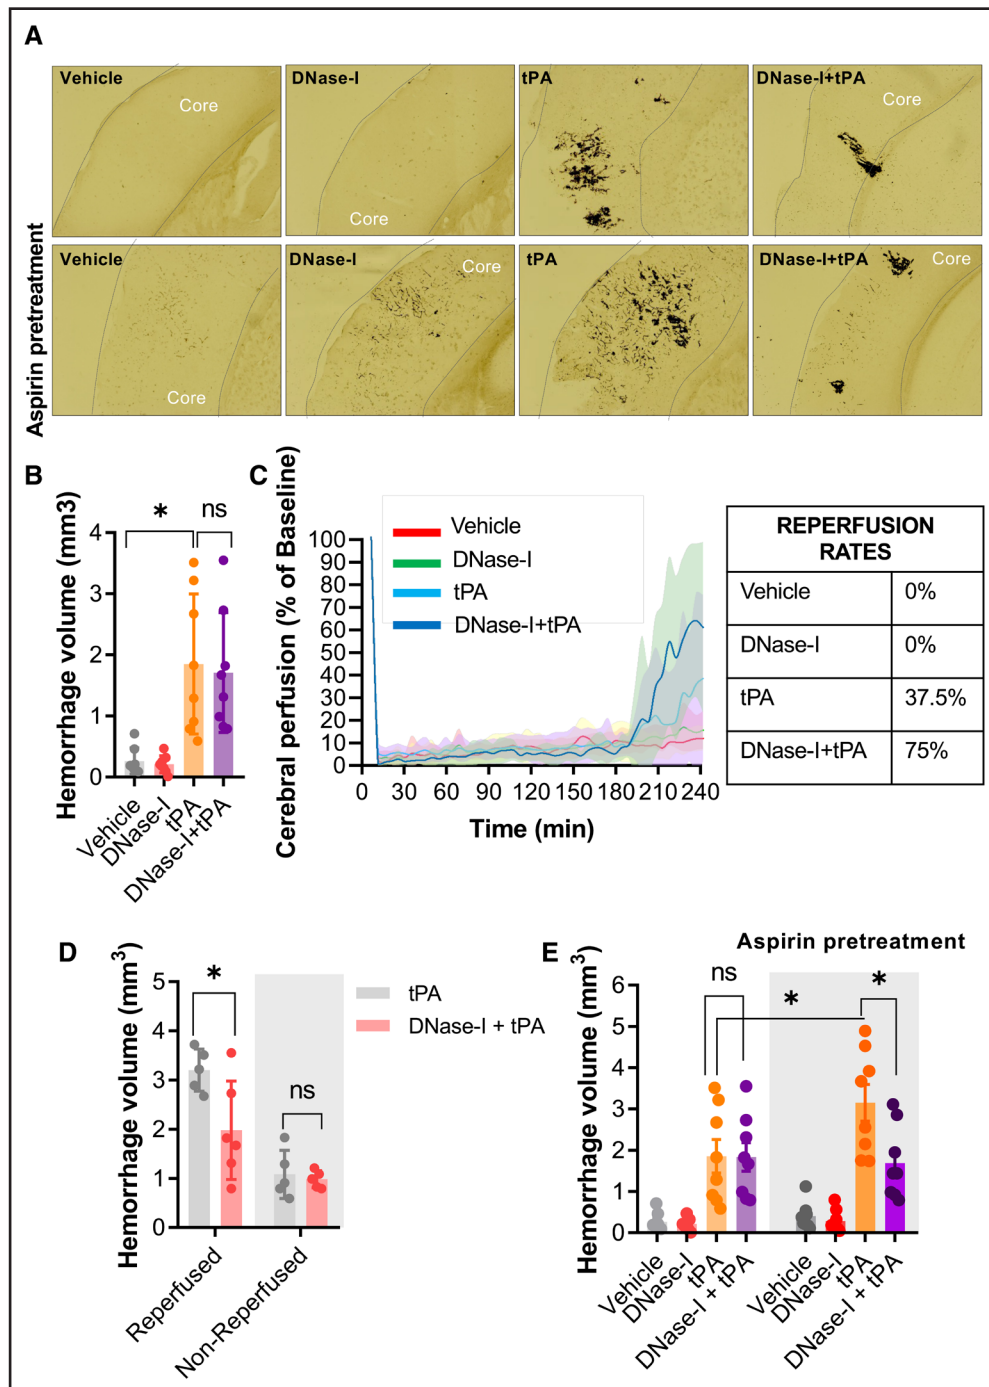 A
Vehicle
Core
DNase-I
Core
tPA
DNase-I+tPA
Core
Aspirin pretreatment
Vehicle
Core
DNase-I
Core
tPA
DNase-I+tPA
Core
B
Hemorrhage volume (mm3)
4
3
2
1
0
*
ns
Vehicle
DNase-I
tPA
DNase-I+tPA
C
Cerebral perfusion (% of Baseline)
100
90
80
70
60
50
40
30
20
10
0
Vehicle
DNase-I
tPA
DNase-I+tPA
0 30 60 90 120 150 180 210 240
Time (min)
REPERFUSION
RATES
Vehicle 0%
DNase-I 0%
tPA 37.5%
DNase-I+tPA 75%
D
Hemorrhage volume (mm³)
5
4
3
2
1
0
*
ns
Reperfused
Non-Reperfused
tPA
DNase-I + tPA
E
Aspirin pretreatment
Hemorrhage volume (mm³)
6
5
4
3
2
1
0
ns
*
*
Vehicle
DNase-I
tPA
DNase-I + tPA
Vehicle
DNase-I
tPA
DNase-I + tPA